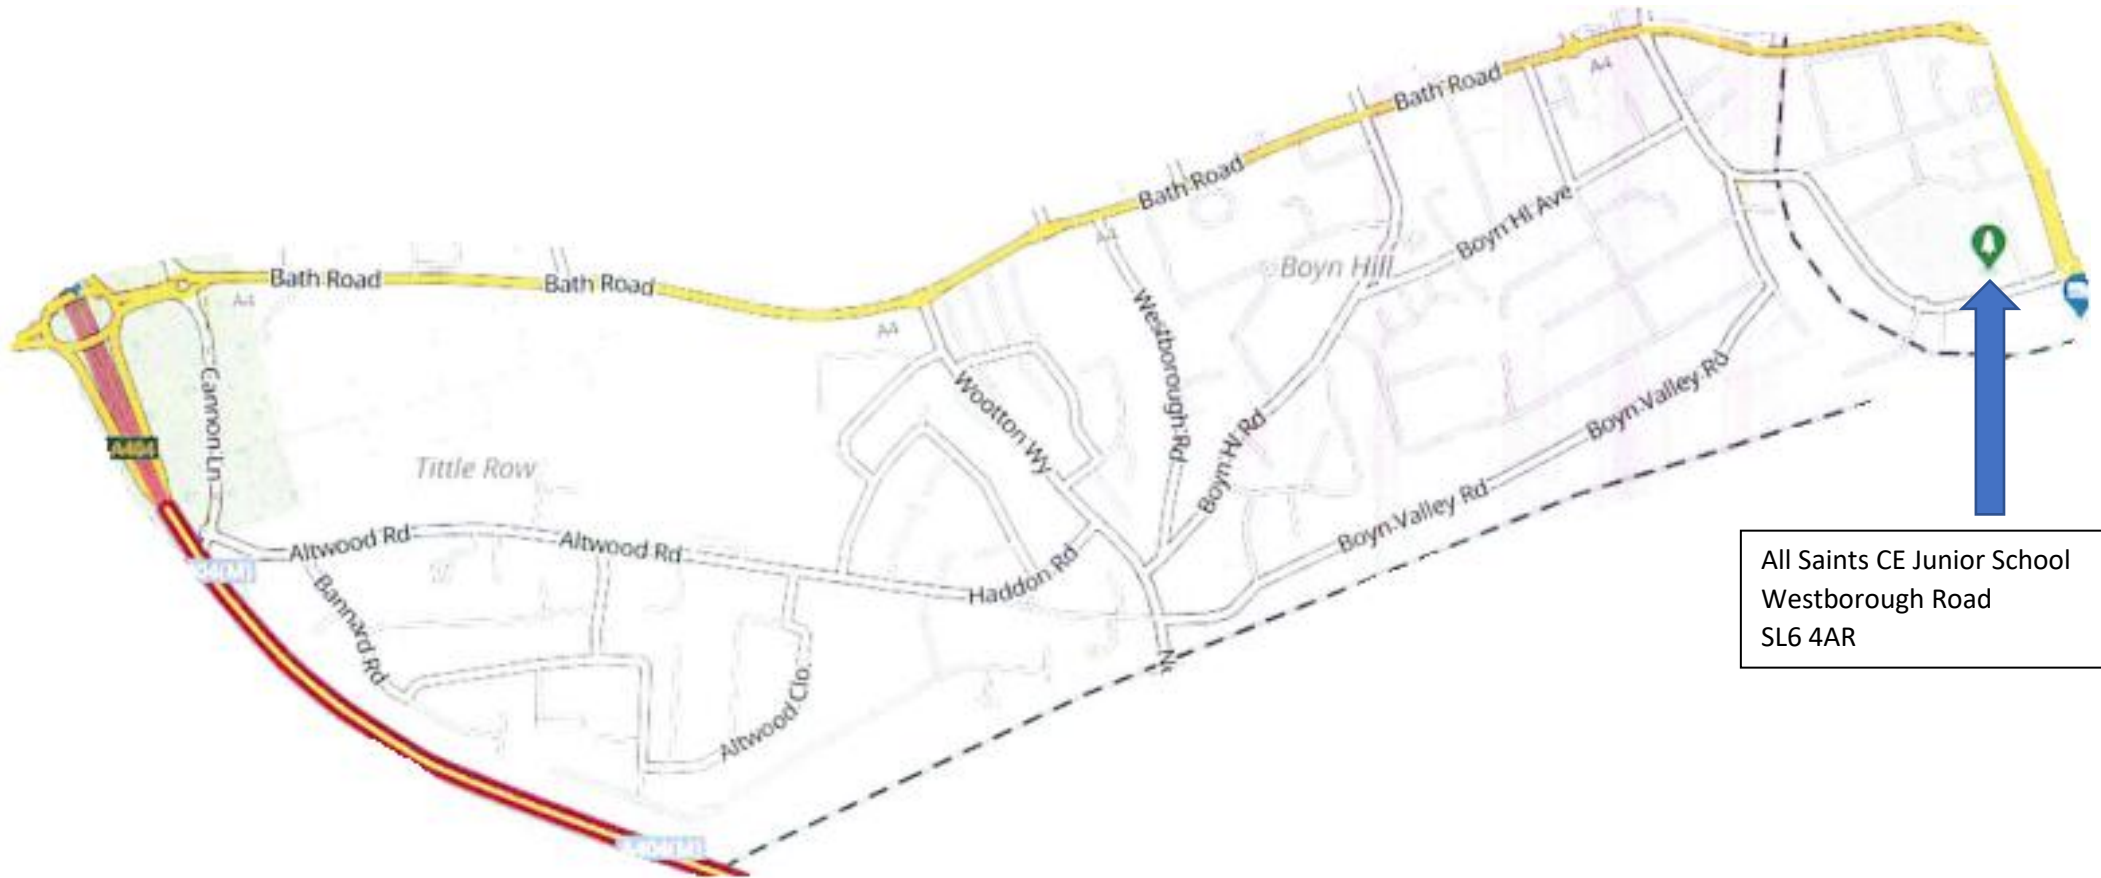 A4
Bath Road
A4
Bath Road
A4
Boyn Hl Ave
Boyn Hill
Bath Road
Bath Road
A4
A4
Westborough Rd
Cannon Ln
Wootton Wy
Boyn Valley Rd
A404
Tittle Row
Boyn Hl Rd
Boyn Valley Rd
Altwood Rd
Altwood Rd
Haddon Rd
Bannard Rd
Altwood Clo
All Saints CE Junior School
Westborough Road
SL6 4AR